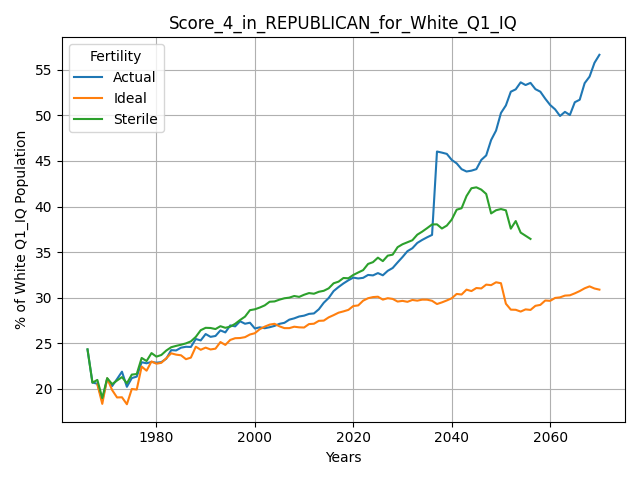 Score_4_in_REPUBLICAN_for_White_Q1_IQ
Fertility
Actual
Ideal
Sterile
% of White Q1_IQ Population
55
50
45
40
35
30
25
20
1980
2000
2020
2040
2060
Years